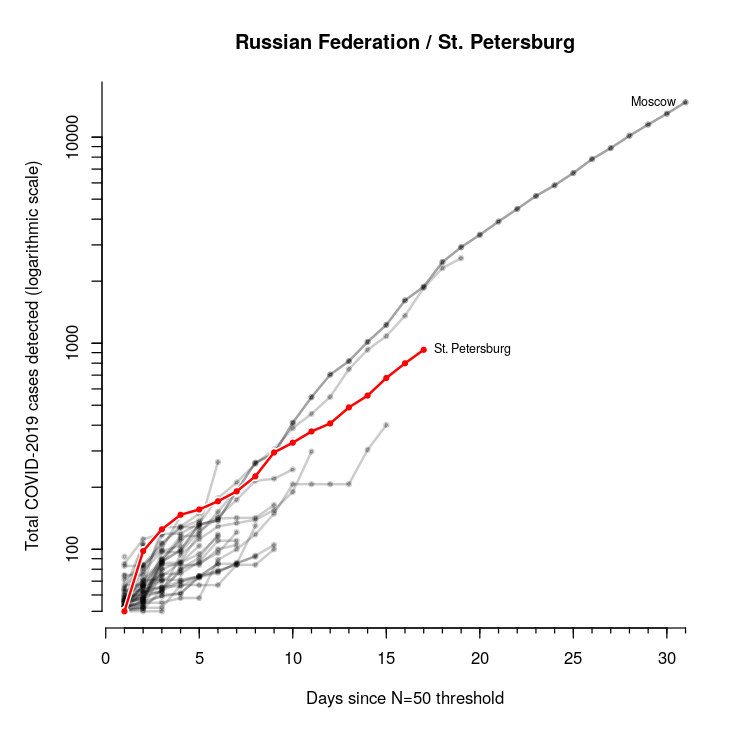 Russian Federation / St. Petersburg
Total COVID-2019 cases detected (logarithmic scale)
10000
1000
100
Moscow
St. Petersburg
0 5 10 15 20 25 30
Days since N=50 threshold